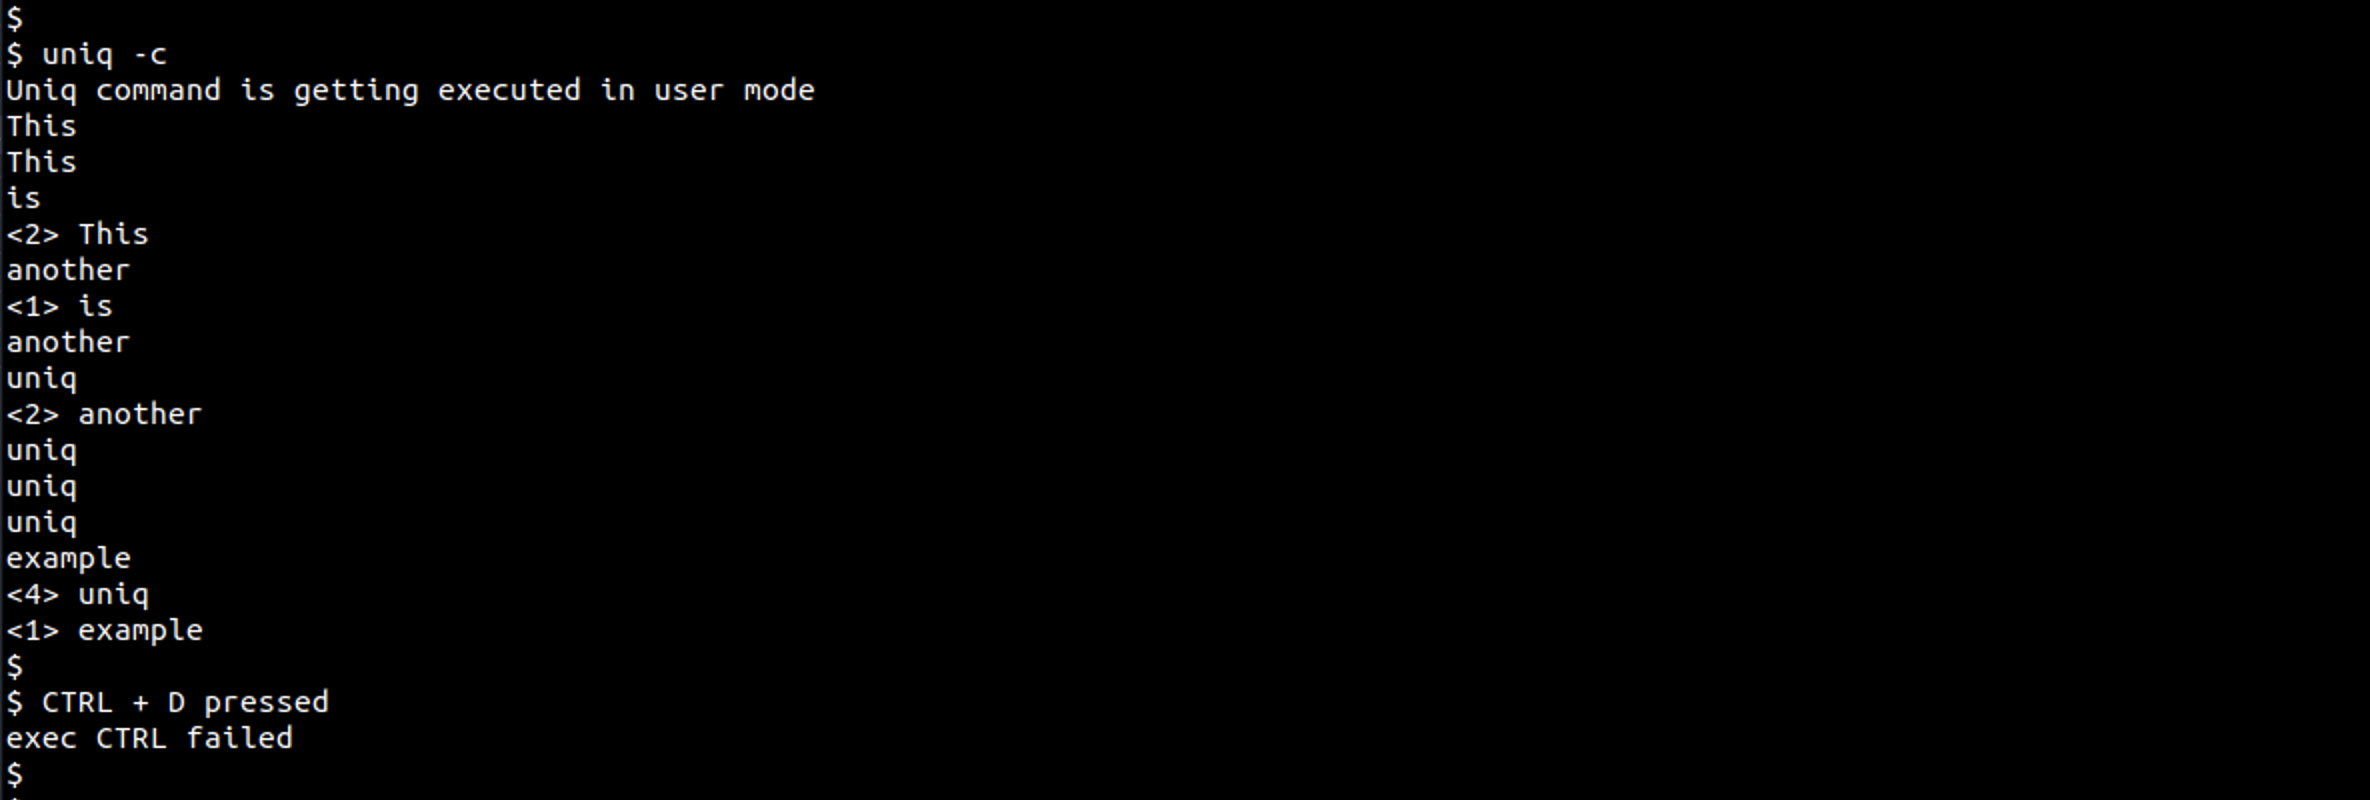 $
$ uniq -c
Uniq command is getting executed in user mode
This
This
is
<2> This
another
<1> is
another
uniq
<2> another
uniq
uniq
uniq
example
<4> uniq
<1> example
$
$ CTRL + D pressed
exec CTRL failed
$